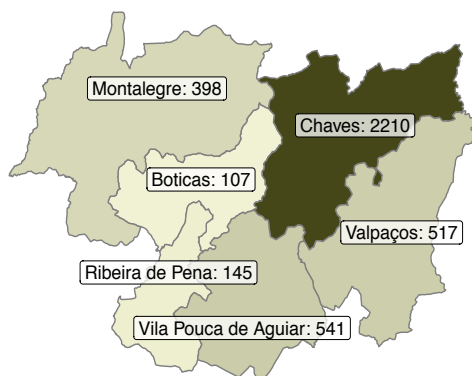 Montalegre: 398
Chaves: 2210
Boticas: 107
Valpaços: 517
Ribeira de Pena: 145
Vila Pouca de Aguiar: 541